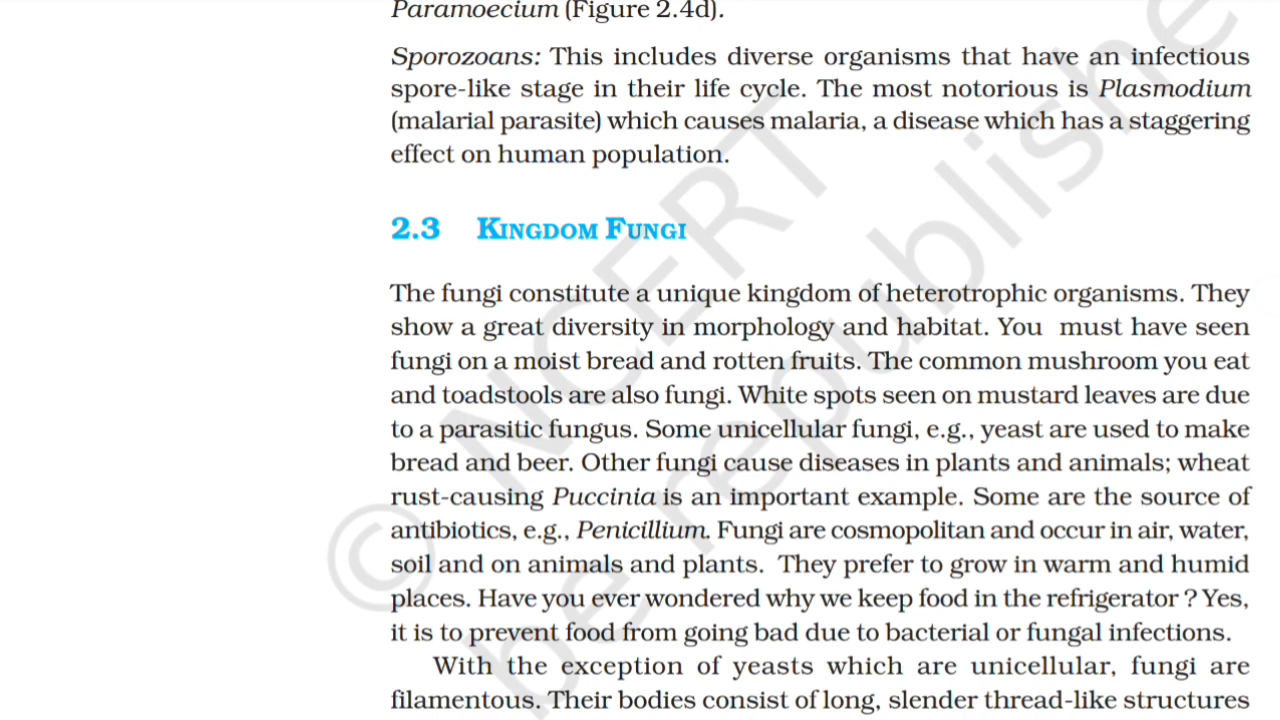 Paramoecium (Figure 2.4d).
Sporozoans: This includes diverse organisms that have an infectious
spore-like stage in their life cycle. The most notorious is Plasmodium
(malarial parasite) which causes malaria, a disease which has a staggering
effect on human population.
2.3 KINGDOM FUNGI
The fungi constitute a unique kingdom of heterotrophic organisms. They
show a great diversity in morphology and habitat. You must have seen
fungi on a moist bread and rotten fruits. The common mushroom you eat
and toadstools are also fungi. White spots seen on mustard leaves are due
to a parasitic fungus. Some unicellular fungi, e.g., yeast are used to make
bread and beer. Other fungi cause diseases in plants and animals; wheat
rust-causing Puccinia is an important example. Some are the source of
antibiotics, e.g., Penicillium. Fungi are cosmopolitan and occur in air, water,
soil and on animals and plants. They prefer to grow in warm and humid
places. Have you ever wondered why we keep food in the refrigerator ? Yes,
it is to prevent food from going bad due to bacterial or fungal infections.
With the exception of yeasts which are unicellular, fungi are
filamentous. Their bodies consist of long, slender thread-like structures
© NCERT
be republishe